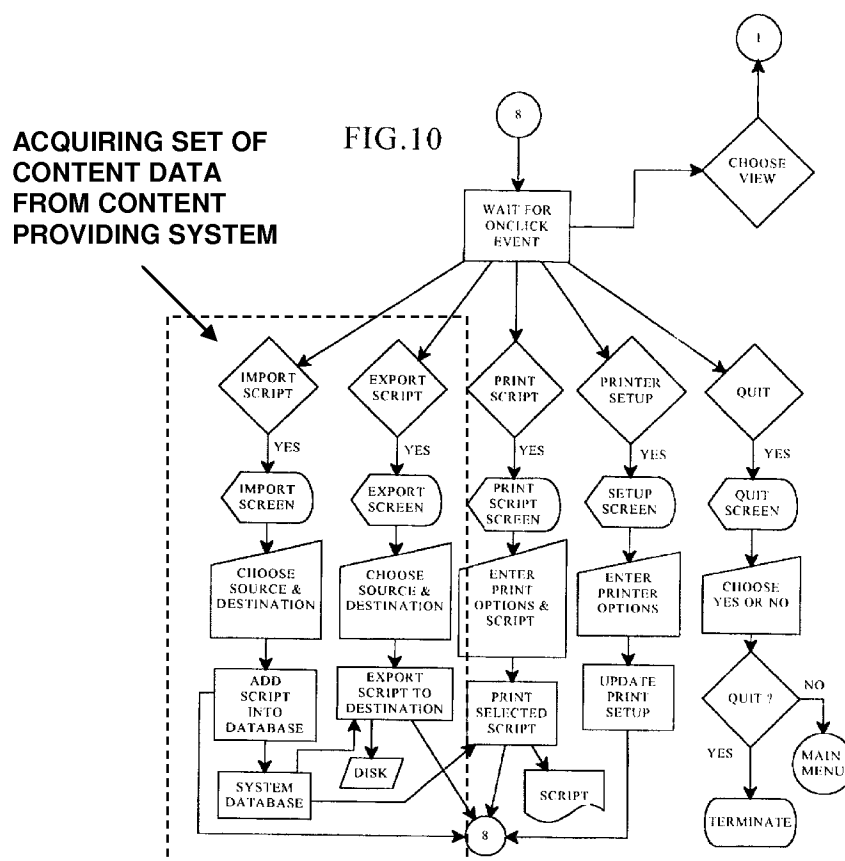 1
8
FIG.10
ACQUIRING SET OF
CONTENT DATA
FROM CONTENT
PROVIDING SYSTEM
CHOOSE
VIEW
WAIT FOR
ONCLICK
EVENT
IMPORT
SCRIPT
EXPORT
SCRIPT
PRINT
SCRIPT
PRINTER
SETUP
QUIT
YES
YES
YES
YES
YES
IMPORT
SCREEN
EXPORT
SCREEN
PRINT
SCRIPT
SCREEN
SETUP
SCREEN
QUIT
SCREEN
CHOOSE
SOURCE &
DESTINATION
CHOOSE
SOURCE &
DESTINATION
ENTER
PRINT
OPTIONS &
SCRIPT
ENTER
PRINTER
OPTIONS
CHOOSE
YES OR NO
ADD
SCRIPT
INTO
DATABASE
EXPORT
SCRIPT TO
DESTINATION
PRINT
SELECTED
SCRIPT
UPDATE
PRINT
SETUP
QUIT ?
NO
YES
MAIN
MENU
SYSTEM
DATABASE
DISK
SCRIPT
8
TERMINATE